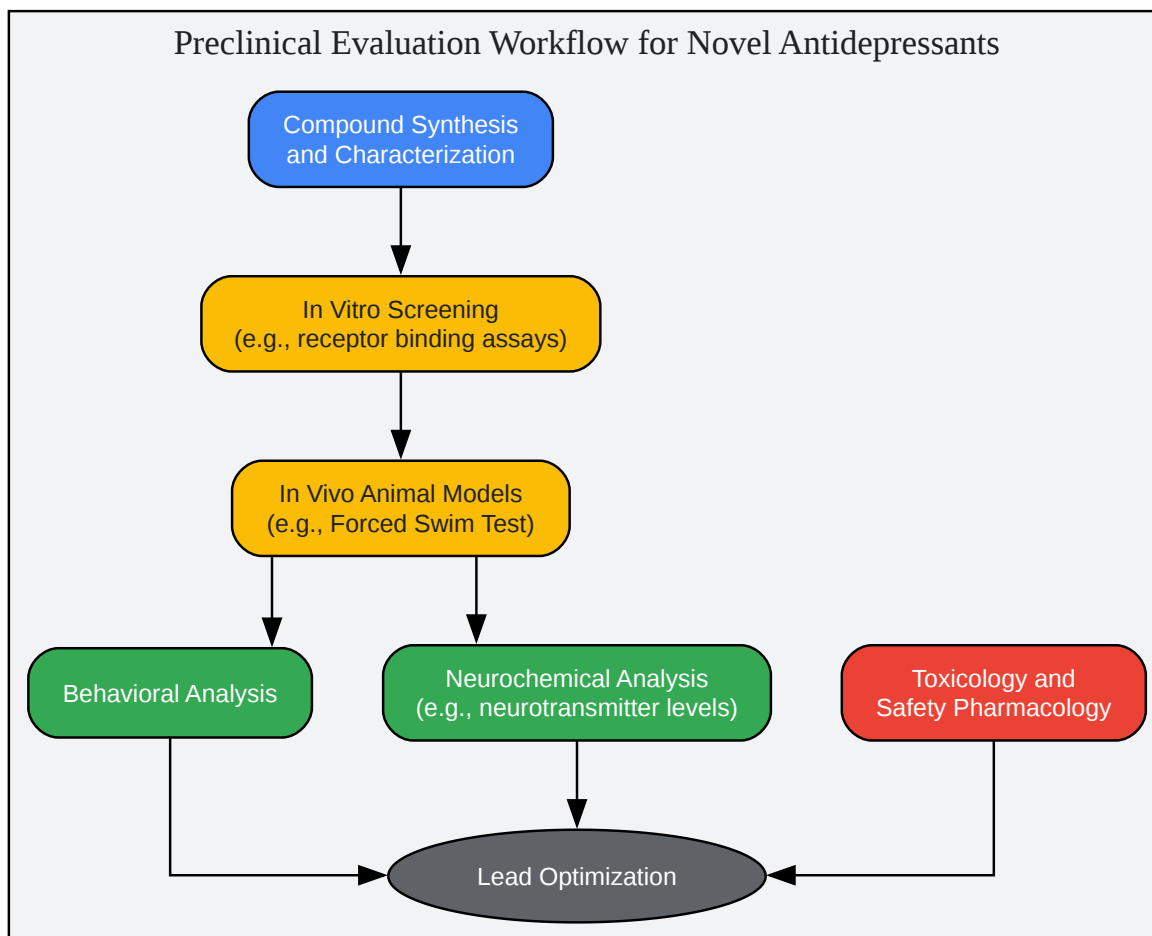 Preclinical Evaluation Workflow for Novel Antidepressants
Compound Synthesis
and Characterization
In Vitro Screening
(e.g., receptor binding assays)
In Vivo Animal Models
(e.g., Forced Swim Test)
Behavioral Analysis
Neurochemical Analysis
(e.g., neurotransmitter levels)
Toxicology and
Safety Pharmacology
Lead Optimization